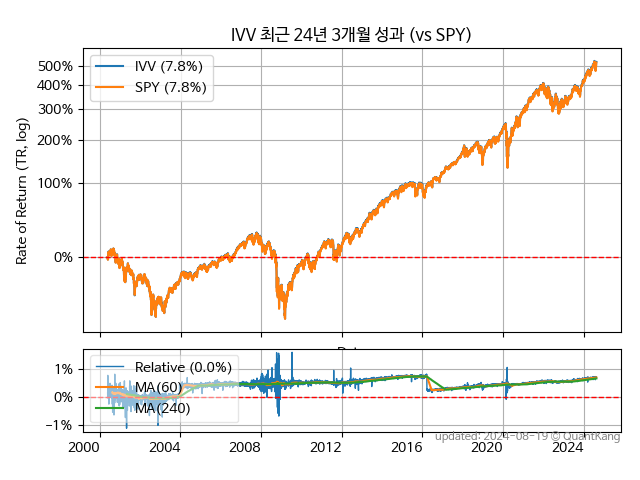 IVV 최근 24년 3개월 성과 (vs SPY)
Rate of Return (TR, log)
500%
400%
300%
200%
100%
0%
IVV (7.8%)
SPY (7.8%)
1%
0%
−1%
Relative (0.0%)
MA(60)
MA(240)
2000 2004 2008 2012 2016 2020 2024
updated: 2024-08-19 © QuantKang